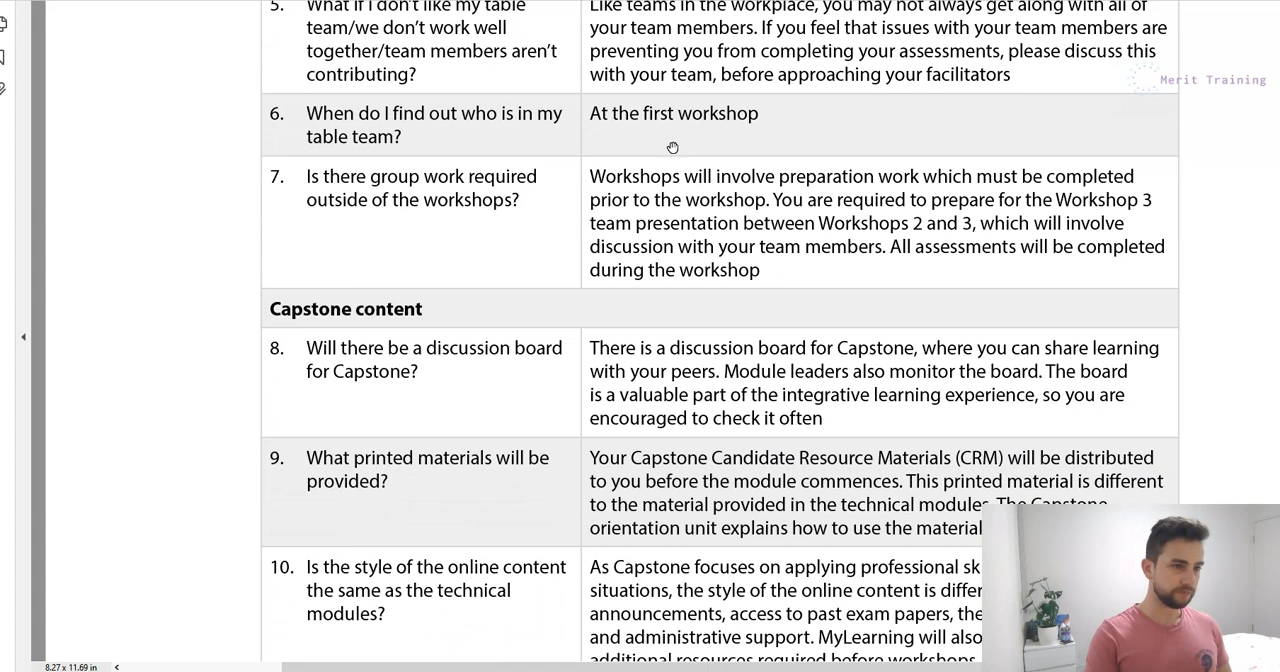 5. What if I don't like my table
team/we don't work well
together/team members aren't
contributing?
Like teams in the workplace, you may not always get along with all of
your team members. If you feel that issues with your team members are
preventing you from completing your assessments, please discuss this
with your team, before approaching your facilitators
Merit Training
6. When do I find out who is in my
table team?
At the first workshop
7. Is there group work required
outside of the workshops?
Workshops will involve preparation work which must be completed
prior to the workshop. You are required to prepare for the Workshop 3
team presentation between Workshops 2 and 3, which will involve
discussion with your team members. All assessments will be completed
during the workshop
Capstone content
8. Will there be a discussion board
for Capstone?
There is a discussion board for Capstone, where you can share learning
with your peers. Module leaders also monitor the board. The board
is a valuable part of the integrative learning experience, so you are
encouraged to check it often
9. What printed materials will be
provided?
Your Capstone Candidate Resource Materials (CRM) will be distributed
to you before the module commences. This printed material is different
to the material provided in the technical modules. The Capstone
orientation unit explains how to use the material
10. Is the style of the online content
the same as the technical
modules?
As Capstone focuses on applying professional sk
situations, the style of the online content is differ
announcements, access to past exam papers, the
and administrative support. MyLearning will also
additional resources required before workshops
8.27 x 11.69 in